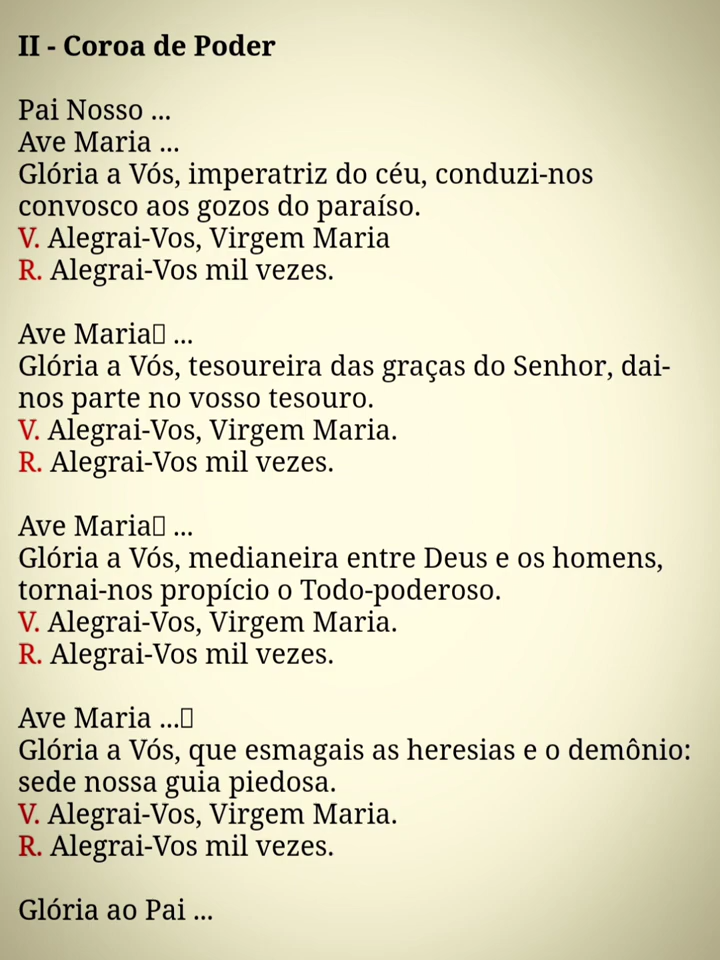 II - Coroa de Poder
Pai Nosso ...
Ave Maria ...
Glória a Vós, imperatriz do céu, conduzi-nos
convosco aos gozos do paraíso.
V. Alegrai-Vos, Virgem Maria
R. Alegrai-Vos mil vezes.
Ave Maria▯ ...
Glória a Vós, tesoureira das graças do Senhor, dai-
nos parte no vosso tesouro.
V. Alegrai-Vos, Virgem Maria.
R. Alegrai-Vos mil vezes.
Ave Maria▯ ...
Glória a Vós, medianeira entre Deus e os homens,
tornai-nos propício o Todo-poderoso.
V. Alegrai-Vos, Virgem Maria.
R. Alegrai-Vos mil vezes.
Ave Maria ...▯
Glória a Vós, que esmagais as heresias e o demônio:
sede nossa guia piedosa.
V. Alegrai-Vos, Virgem Maria.
R. Alegrai-Vos mil vezes.
Glória ao Pai ...